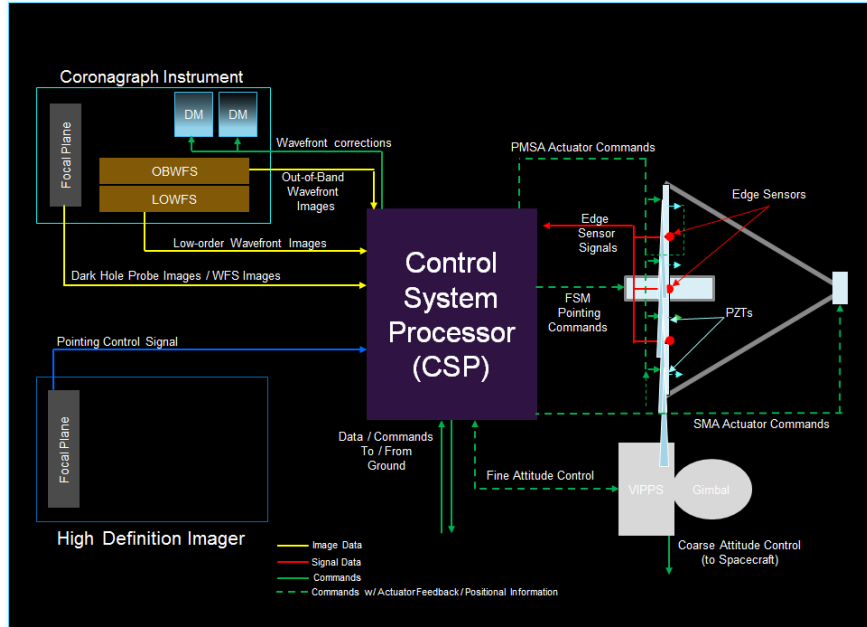 Coronagraph Instrument
Focal Plane
DM
DM
Wavefront corrections
OBWFS
LOWFS
Out-of-Band
Wavefront
Images
Low-order Wavefront Images
Dark Hole Probe Images / WFS Images
Pointing Control Signal
Focal Plane
High Definition Imager
Control
System
Processor
(CSP)
PMSA Actuator Commands
Edge Sensors
Edge
Sensor
Signals
FSM
Pointing
Commands
PZTs
SMA Actuator Commands
Data / Commands
To / From
Ground
Fine Attitude Control
VIPPS
Gimbal
Coarse Attitude Control
(to Spacecraft)
Image Data
Signal Data
Commands
Commands w/ Actuator Feedback / Positional Information